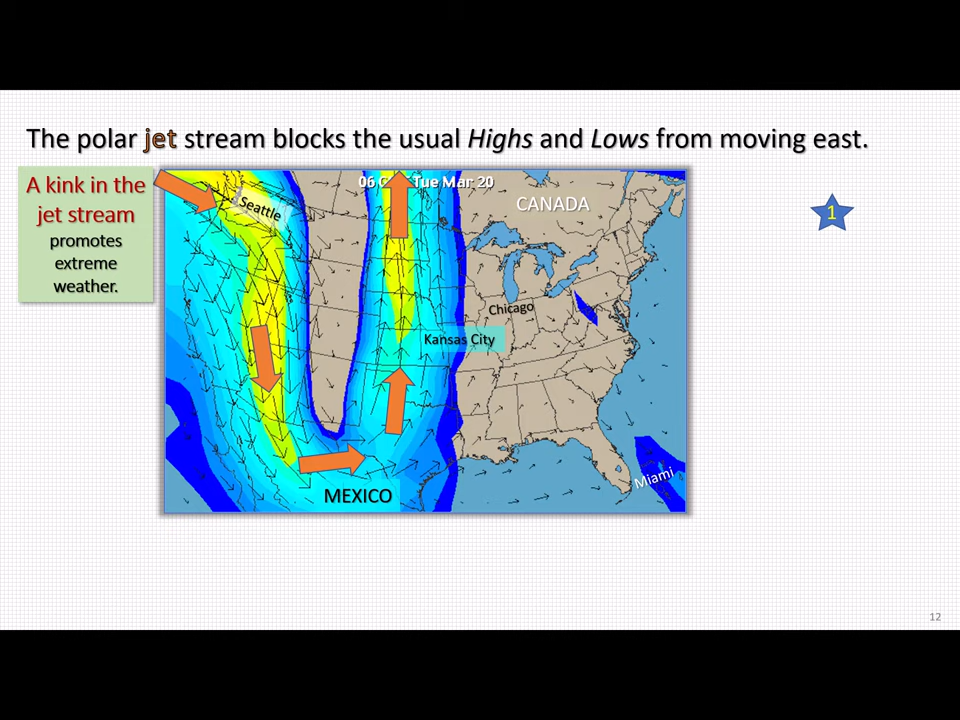 The polar jet stream blocks the usual Highs and Lows from moving east.
A kink in the
jet stream
promotes
extreme
weather.
06 Tue Mar 20
Seattle
CANADA
1
Chicago
Kansas City
Miami
MEXICO
12